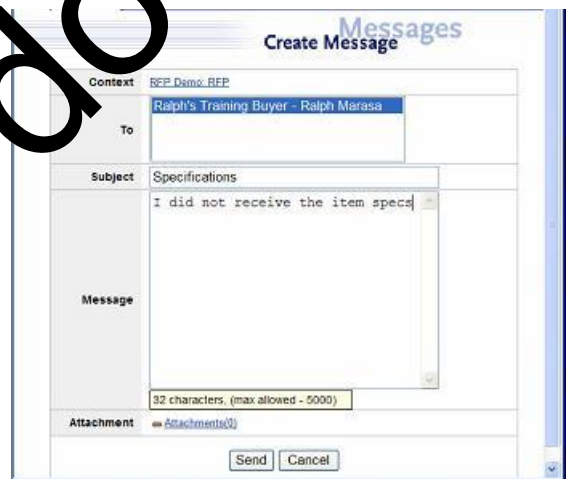 Messages
Create Message
Context RFP Demo: RFP
To Ralph's Training Buyer - Ralph Marasa
Subject Specifications
Message I did not receive the item specs
32 characters, (max allowed - 5000)
Attachment Attachments(0)
Send Cancel
do